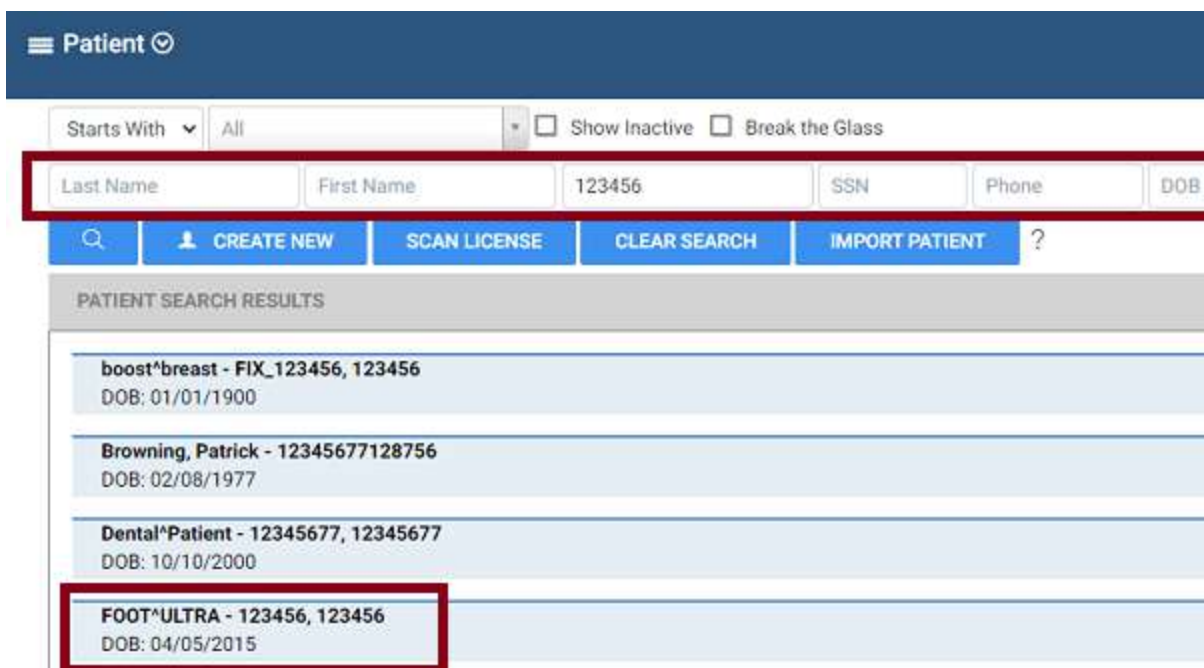 Patient
Starts With All Show Inactive Break the Glass
Last Name First Name 123456 SSN Phone DOB
CREATE NEW SCAN LICENSE CLEAR SEARCH IMPORT PATIENT ?
PATIENT SEARCH RESULTS
boost^breast - FIX_123456, 123456
DOB: 01/01/1900
Browning, Patrick - 12345677128756
DOB: 02/08/1977
Dental^Patient - 12345677, 12345677
DOB: 10/10/2000
FOOT^ULTRA - 123456, 123456
DOB: 04/05/2015